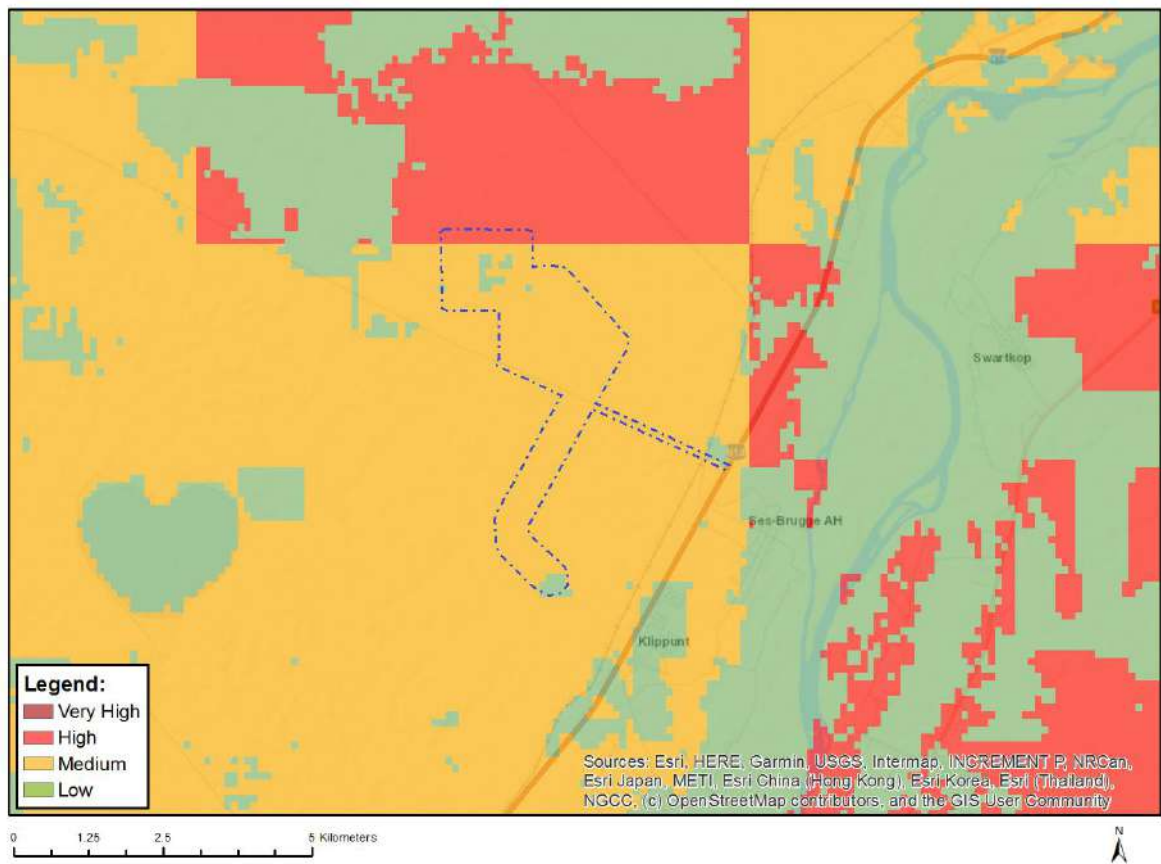 Swartkop
Ses-Brugge AH
Klippunt
Legend:
Very High
High
Medium
Low
Sources: Esri, HERE, Garmin, USGS, Intermap, INCREMENT P, NRCan,
Esri Japan, METI, Esri China (Hong Kong), Esri Korea, Esri (Thailand),
NGCC, (c) OpenStreetMap contributors, and the GIS User Community
0 1.25 2.5 5 Kilometers
N